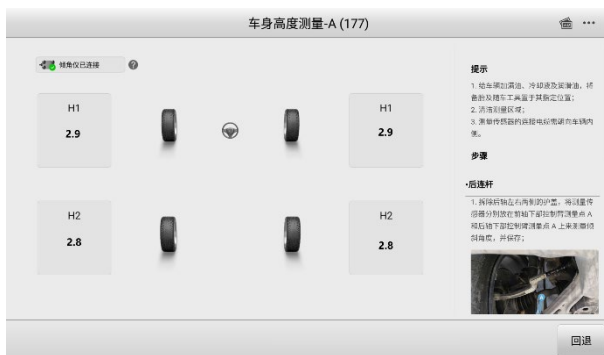 车身高度测量-A (177)
倾角仪已连接
H1
2.9
H1
2.9
H2
2.8
H2
2.8
提示
1. 给车辆加满油、冷却液及润滑油，将
备胎及随车工具置于其指定位置；
2. 清洁测量区域；
3. 测量传感器的连接电缆需朝向车辆内
侧。
步骤
•后连杆
1. 拆除后轴左右两侧的护盖，将测量传
感器分别放在前轴下部控制臂测量点 A
和后轴下部控制臂测量点 A 上来测量倾
斜角度，并保存；
回退